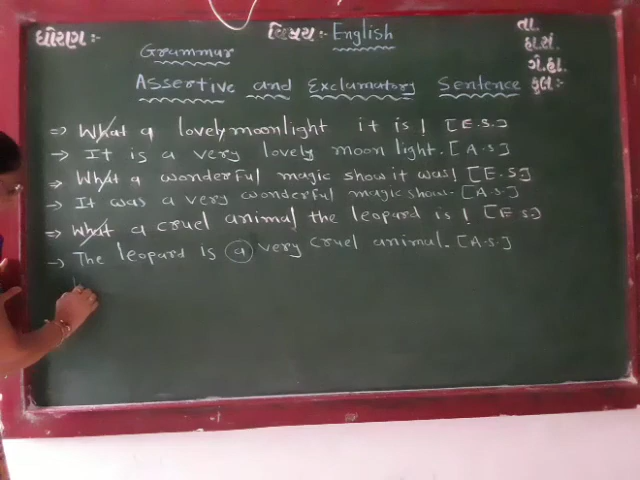 ધોરણ :-
વિષય :- English
તા.
હા.સં.
ગે.હા.
કુલ :-
Grammar
Assertive and Exclamatory Sentence
⇒ What a lovely moonlight it is! [E.S.]
→ It is a very lovely moon light. [A.S]
⇒ What a wonderful magic show it was! [E.S]
→ It was a very wonderful magic show. [A.S.]
⇒ What a cruel animal the leopard is! [E S]
→ The leopard is a very cruel animal. [A.S.]